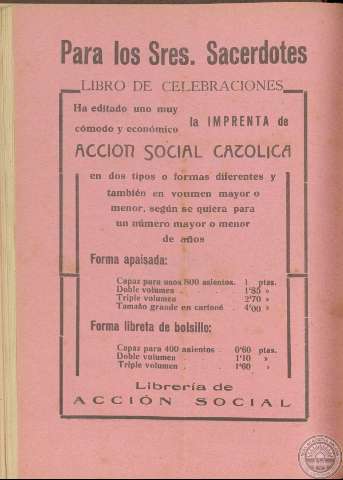 Para los Sres. Sacerdotes
LIBRO DE CELEBRACIONES
Ha editado uno muy
cómodo y económico
la IMPRENTA de
ACCION SOCIAL CAZOLICA
en dos tipos o formas diferentes y
también en voumen mayor o
menor, según se quiera para
un número mayor o menor
de años
Forma apaisada:
Capaz para unos 800 asientos. 1 ptas.
Doble volumen . . . . 1'85 »
Triple volumen . . . . 2'70 »
Tamaño grande en cartoné . 4'00 »
Forma libreta de bolsillo:
Capaz para 400 asientos . 0'60 ptas.
Doble volumen . . . . 1'10 »
Triple volumen . . . . 1'60 »
Librería de
ACCIÓN SOCIAL